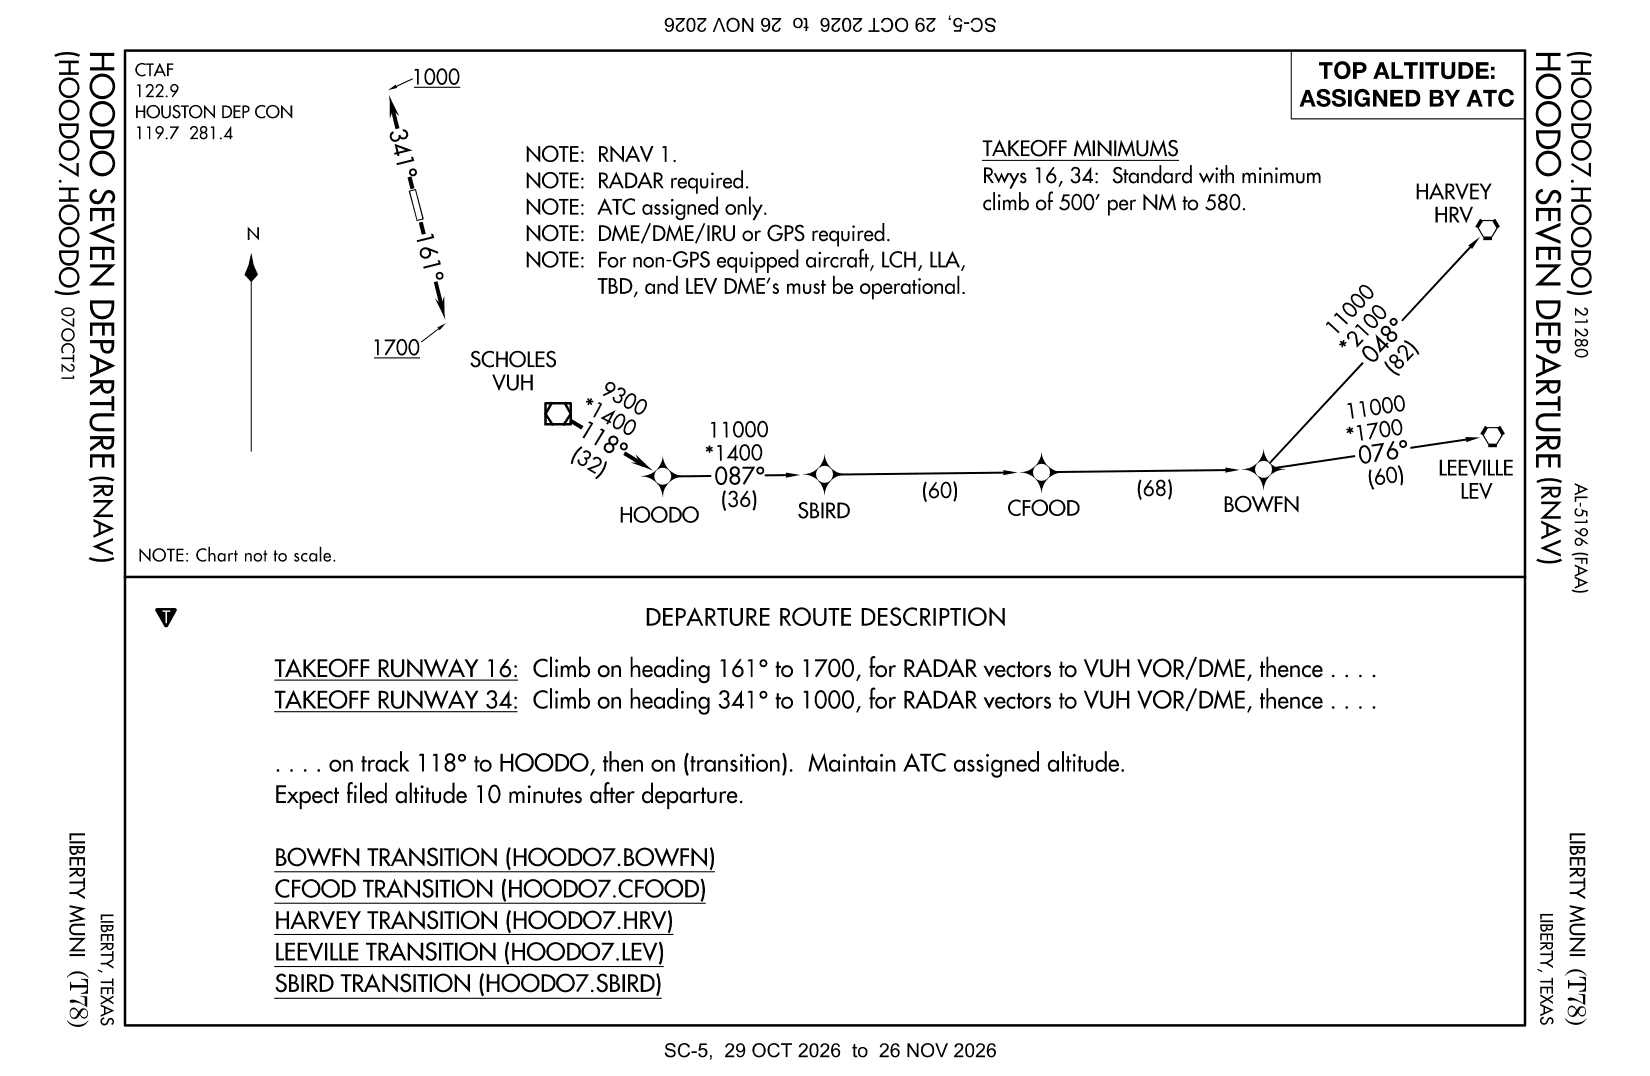 SC-5, 29 OCT 2026 to 26 NOV 2026
(HOODO7.HOODO) 07OCT21
HOODO SEVEN DEPARTURE (RNAV)
LIBERTY MUNI (T78)
LIBERTY, TEXAS
CTAF
122.9
HOUSTON DEP CON
119.7 281.4
TOP ALTITUDE:
ASSIGNED BY ATC
1000
341°
161°
1700
N
NOTE: RNAV 1.
NOTE: RADAR required.
NOTE: ATC assigned only.
NOTE: DME/DME/IRU or GPS required.
NOTE: For non-GPS equipped aircraft, LCH, LLA,
TBD, and LEV DME's must be operational.
TAKEOFF MINIMUMS
Rwys 16, 34: Standard with minimum
climb of 500' per NM to 580.
HARVEY
HRV
11000
*2100
048°
(82)
SCHOLES
VUH
9300
*1400
118°
(32)
HOODO
11000
*1400
087°
(36)
SBIRD
(60)
CFOOD
(68)
BOWFN
11000
*1700
076°
(60)
LEEVILLE
LEV
NOTE: Chart not to scale.
T
DEPARTURE ROUTE DESCRIPTION
TAKEOFF RUNWAY 16: Climb on heading 161° to 1700, for RADAR vectors to VUH VOR/DME, thence . . . .
TAKEOFF RUNWAY 34: Climb on heading 341° to 1000, for RADAR vectors to VUH VOR/DME, thence . . . .
. . . . on track 118° to HOODO, then on (transition). Maintain ATC assigned altitude.
Expect filed altitude 10 minutes after departure.
BOWFN TRANSITION (HOODO7.BOWFN)
CFOOD TRANSITION (HOODO7.CFOOD)
HARVEY TRANSITION (HOODO7.HRV)
LEEVILLE TRANSITION (HOODO7.LEV)
SBIRD TRANSITION (HOODO7.SBIRD)
(HOODO7.HOODO) 21280
HOODO SEVEN DEPARTURE (RNAV)
AL-5196 (FAA)
LIBERTY MUNI (T78)
LIBERTY, TEXAS
SC-5, 29 OCT 2026 to 26 NOV 2026